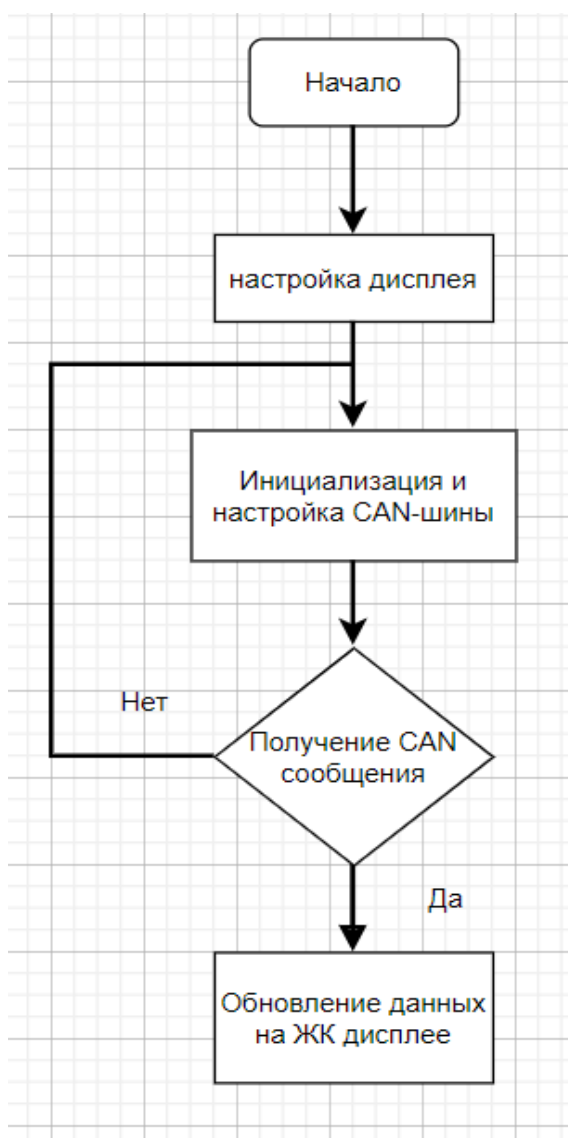 Начало
настройка дисплея
Инициализация и
настройка CAN-шины
Нет
Получение CAN
сообщения
Да
Обновление данных
на ЖК дисплее